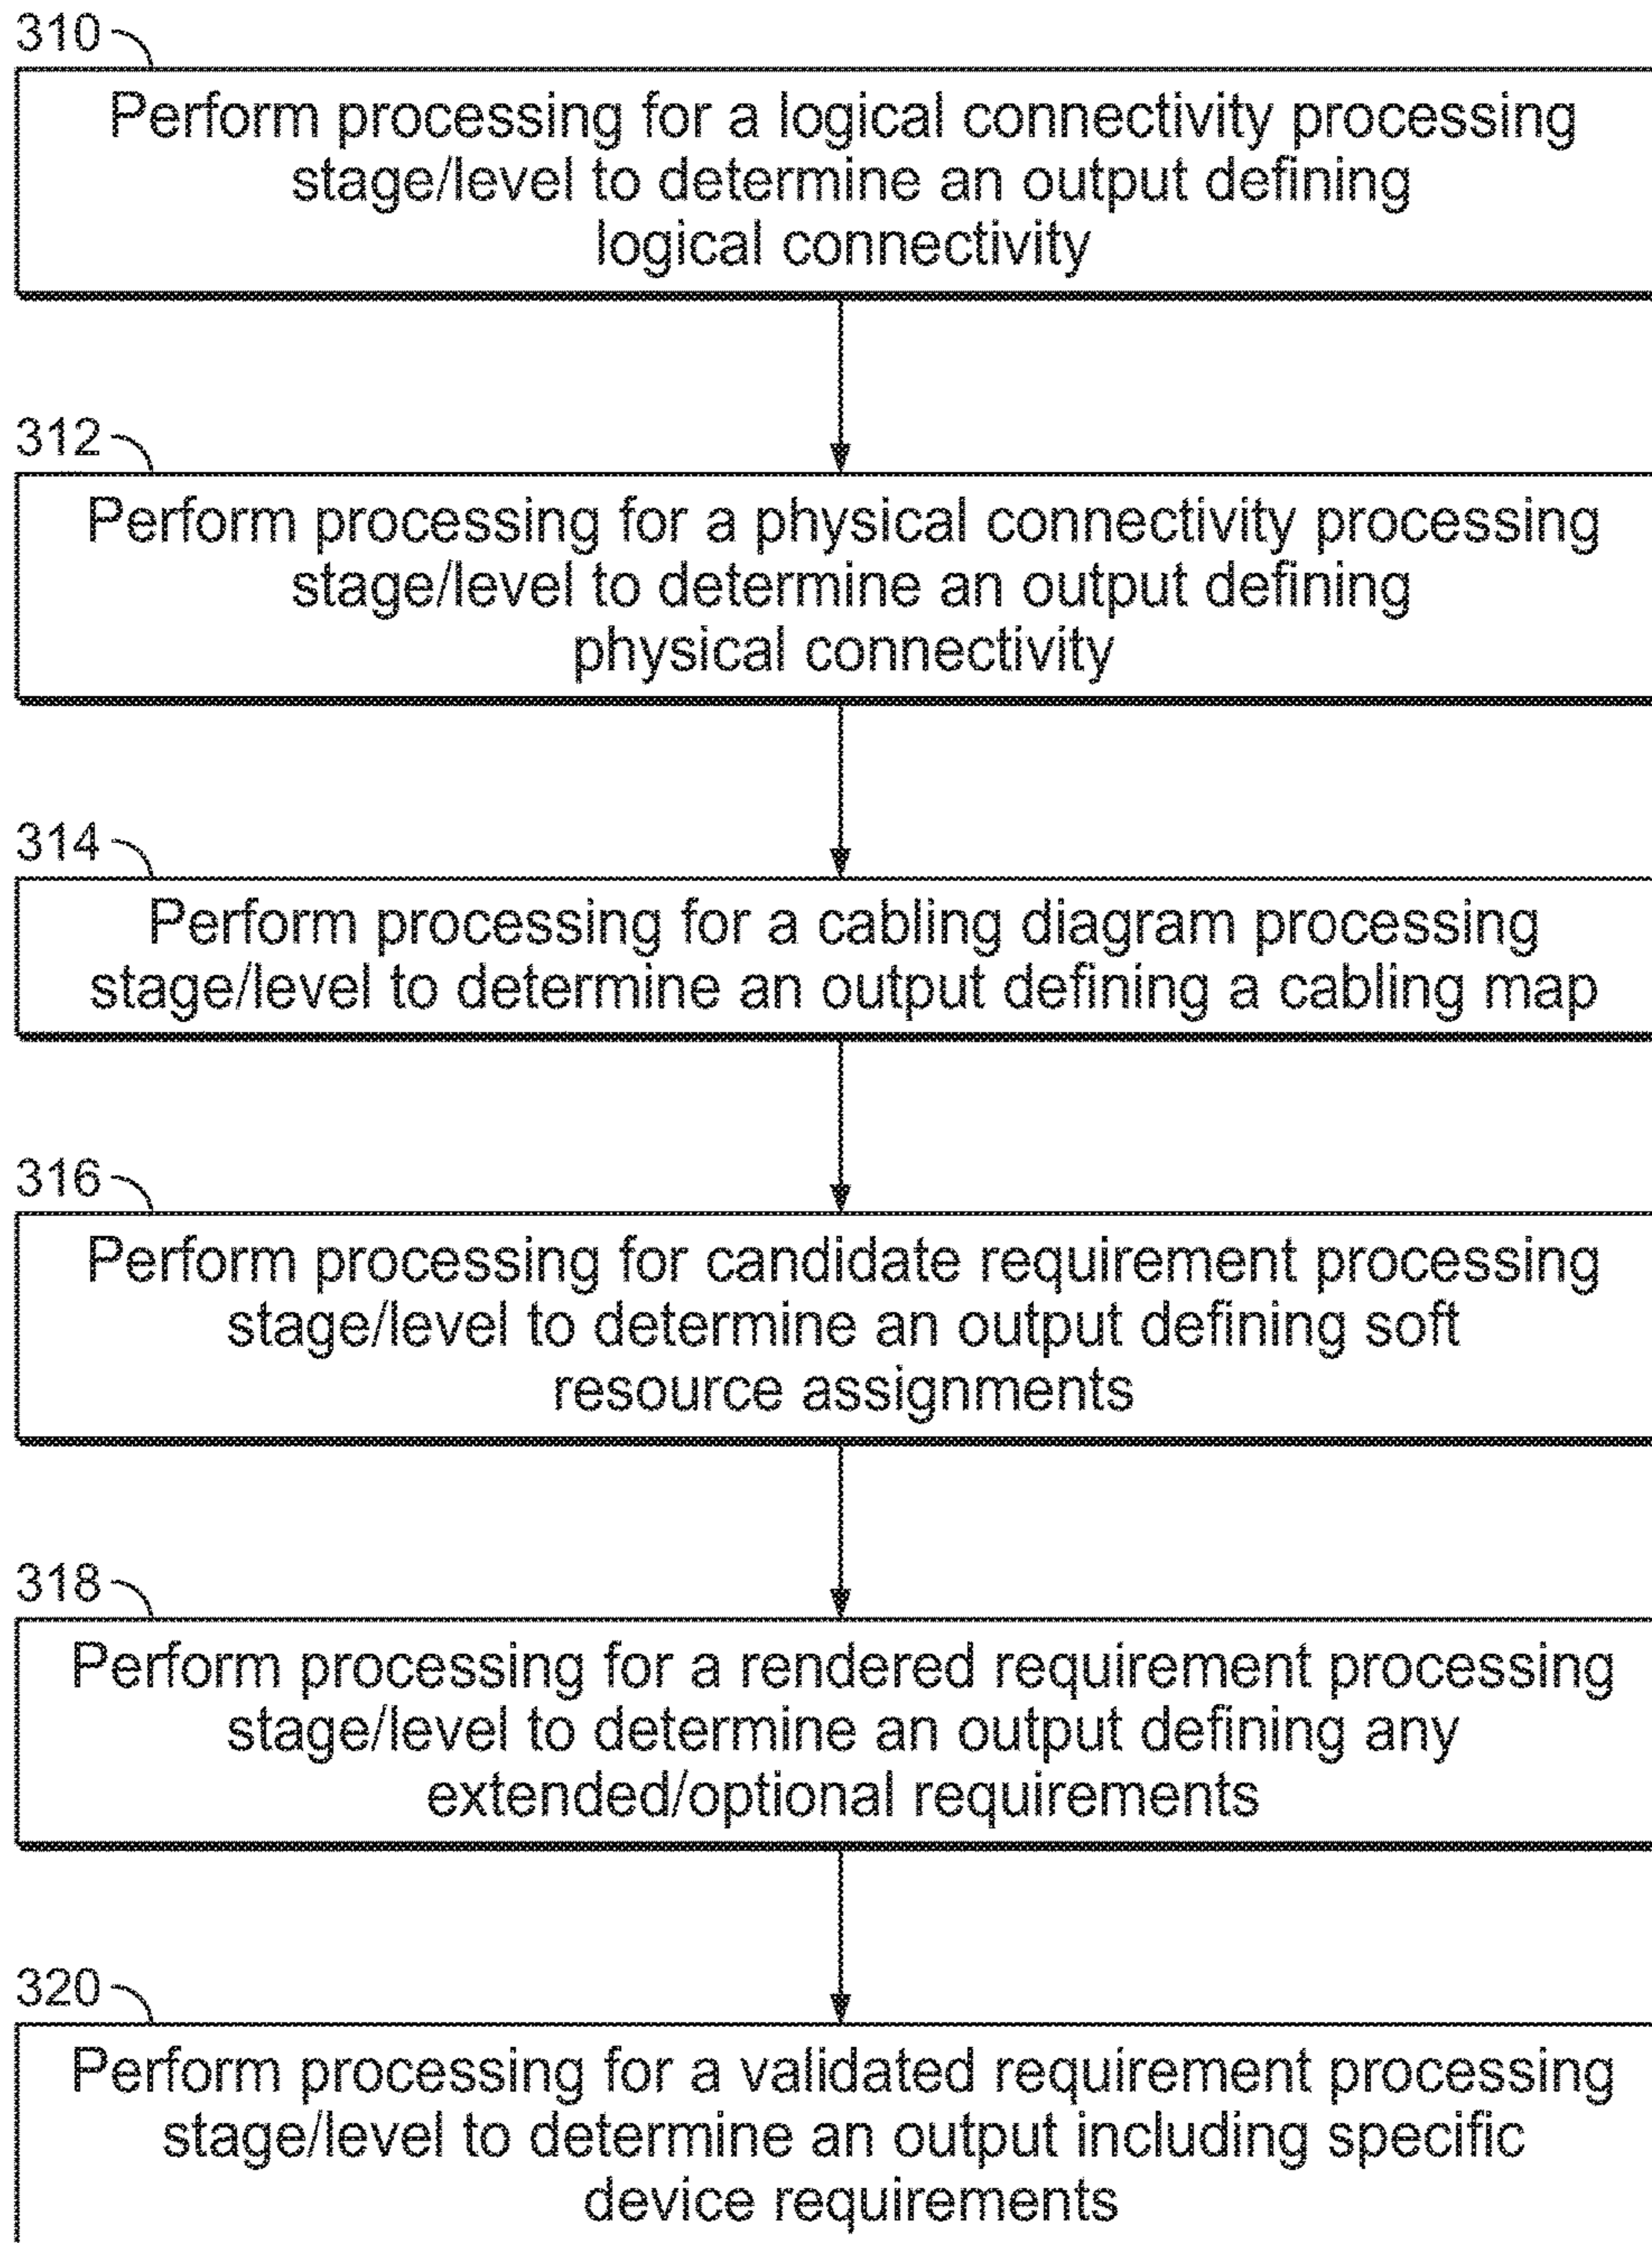 310
Perform processing for a logical connectivity processing
stage/level to determine an output defining
logical connectivity
312
Perform processing for a physical connectivity processing
stage/level to determine an output defining
physical connectivity
314
Perform processing for a cabling diagram processing
stage/level to determine an output defining a cabling map
316
Perform processing for candidate requirement processing
stage/level to determine an output defining soft
resource assignments
318
Perform processing for a rendered requirement processing
stage/level to determine an output defining any
extended/optional requirements
320
Perform processing for a validated requirement processing
stage/level to determine an output including specific
device requirements